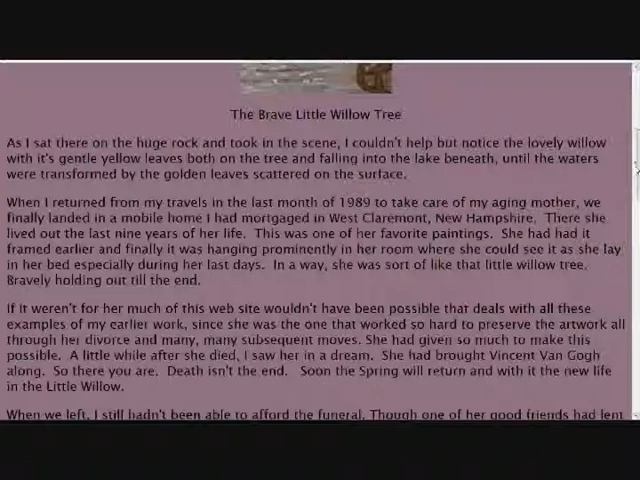 The Brave Little Willow Tree
As I sat there on the huge rock and took in the scene, I couldn't help but notice the lovely willow
with it's gentle yellow leaves both on the tree and falling into the lake beneath, until the waters
were transformed by the golden leaves scattered on the surface.
When I returned from my travels in the last month of 1989 to take care of my aging mother, we
finally landed in a mobile home I had mortgaged in West Claremont, New Hampshire. There she
lived out the last nine years of her life. This was one of her favorite paintings. She had had it
framed earlier and finally it was hanging prominently in her room where she could see it as she lay
in her bed especially during her last days. In a way, she was sort of like that little willow tree.
Bravely holding out till the end.
If it weren't for her much of this web site wouldn't have been possible that deals with all these
examples of my earlier work, since she was the one that worked so hard to preserve the artwork all
through her divorce and many, many subsequent moves. She had given so much to make this
possible. A little while after she died, I saw her in a dream. She had brought Vincent Van Gogh
along. So there you are. Death isn't the end. Soon the Spring will return and with it the new life
in the Little Willow.
When we left, I still hadn't been able to afford the funeral. Though one of her good friends had lent